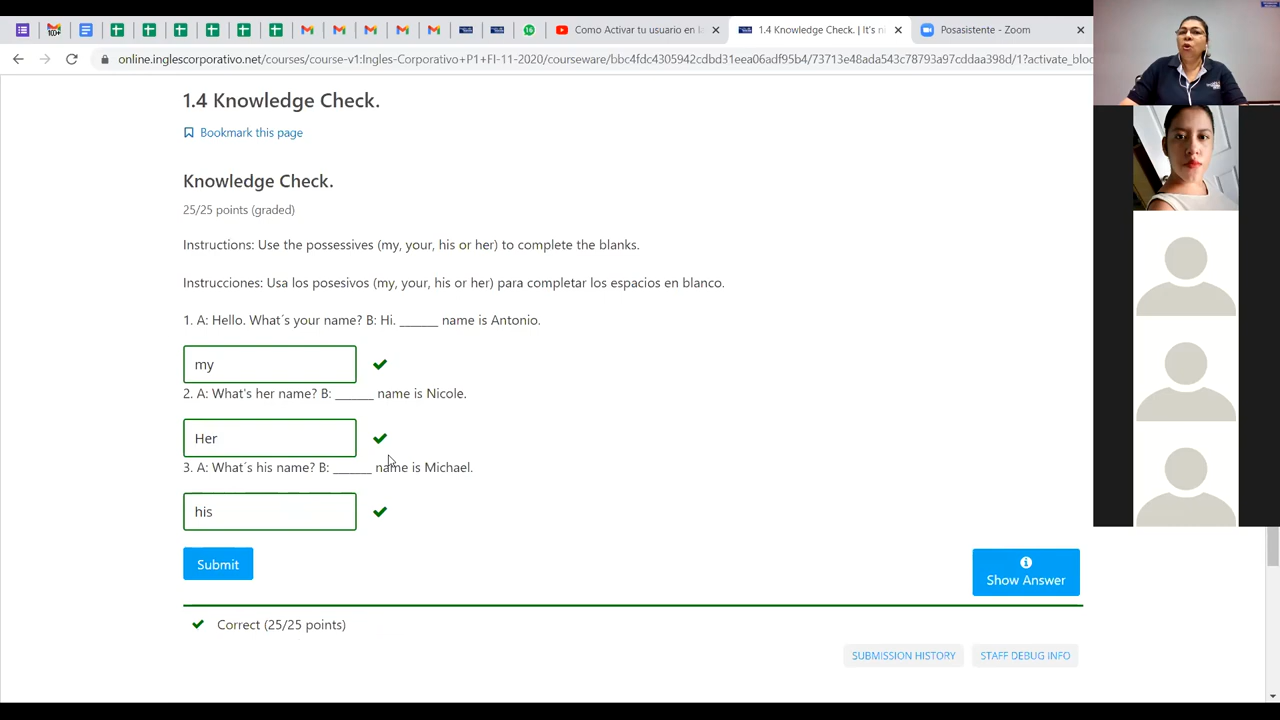 Como Activar tu usuario en l
1.4 Knowledge Check. | It's n
Posasistente - Zoom
online.inglescorporativo.net/courses/course-v1:Ingles-Corporativo+P1+FI-11-2020/courseware/bbc4fdc4305942cdbd31eea06adf95b4/73713e48ada543c78793a97cddaa398d/1?activate_bloc
1.4 Knowledge Check.
Bookmark this page
Knowledge Check.
25/25 points (graded)
Instructions: Use the possessives (my, your, his or her) to complete the blanks.
Instrucciones: Usa los posesivos (my, your, his or her) para completar los espacios en blanco.
1. A: Hello. What´s your name? B: Hi. _______ name is Antonio.
my
2. A: What's her name? B: _______ name is Nicole.
Her
3. A: What´s his name? B: _______ name is Michael.
his
Submit
Show Answer
Correct (25/25 points)
SUBMISSION HISTORY
STAFF DEBUG INFO